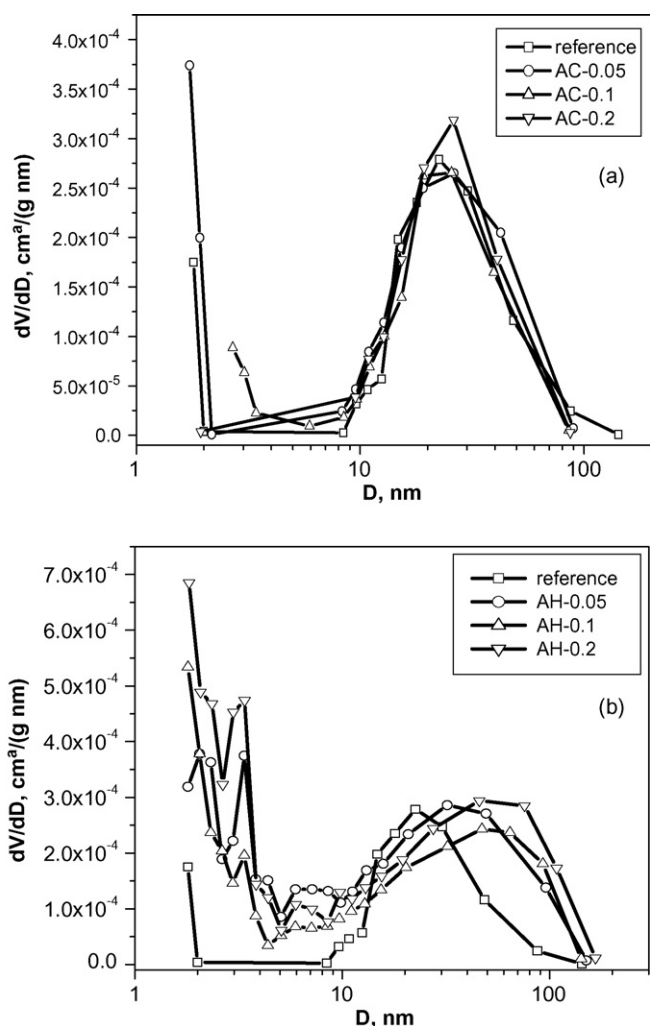 4.0x10⁻⁴
3.5x10⁻⁴
3.0x10⁻⁴
2.5x10⁻⁴
2.0x10⁻⁴
1.5x10⁻⁴
1.0x10⁻⁴
5.0x10⁻⁵
0.0
dV/dD, cm³/(g nm)
reference
AC-0.05
AC-0.1
AC-0.2
(a)
1 10 100
D, nm
7.0x10⁻⁴
6.0x10⁻⁴
5.0x10⁻⁴
4.0x10⁻⁴
3.0x10⁻⁴
2.0x10⁻⁴
1.0x10⁻⁴
0.0
dV/dD, cm³/(g nm)
reference
AH-0.05
AH-0.1
AH-0.2
(b)
1 10 100
D, nm